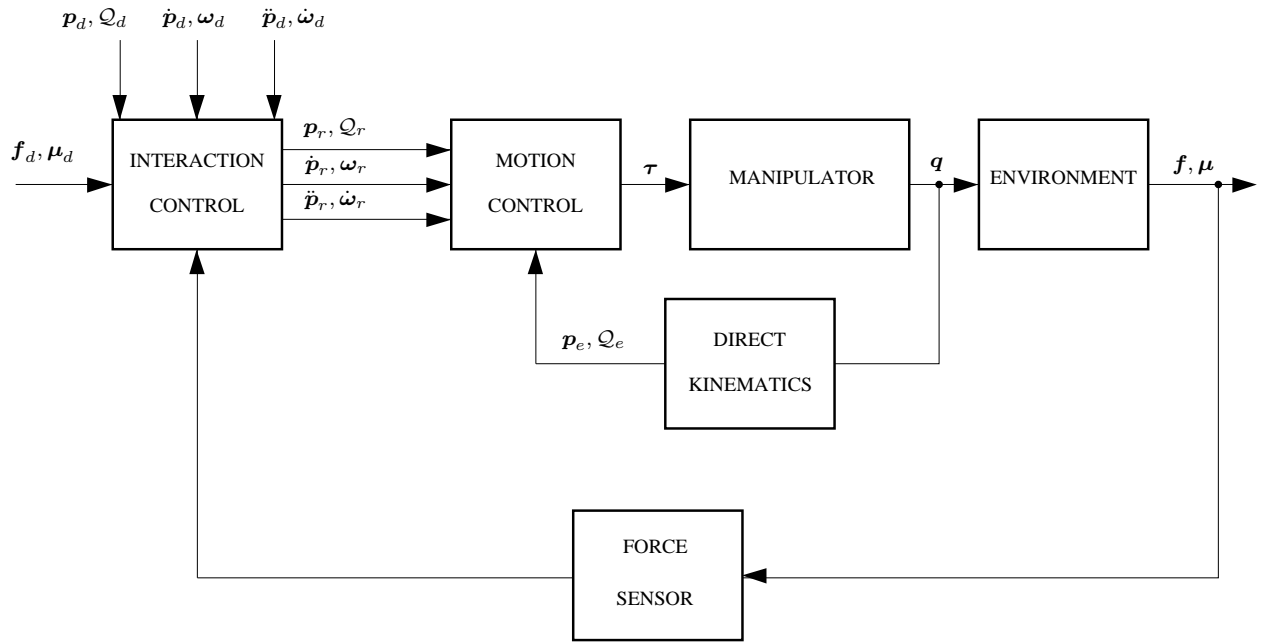 𝒑_d, 𝒬_d
𝒑̇_d, 𝝎_d
𝒑̈_d, 𝝎̇_d
𝒇_d, 𝝁_d
INTERACTION
CONTROL
𝒑_r, 𝒬_r
𝒑̇_r, 𝝎_r
𝒑̈_r, 𝝎̇_r
MOTION
CONTROL
𝝉
MANIPULATOR
𝒒
ENVIRONMENT
𝒇, 𝝁
𝒑_e, 𝒬_e
DIRECT
KINEMATICS
FORCE
SENSOR